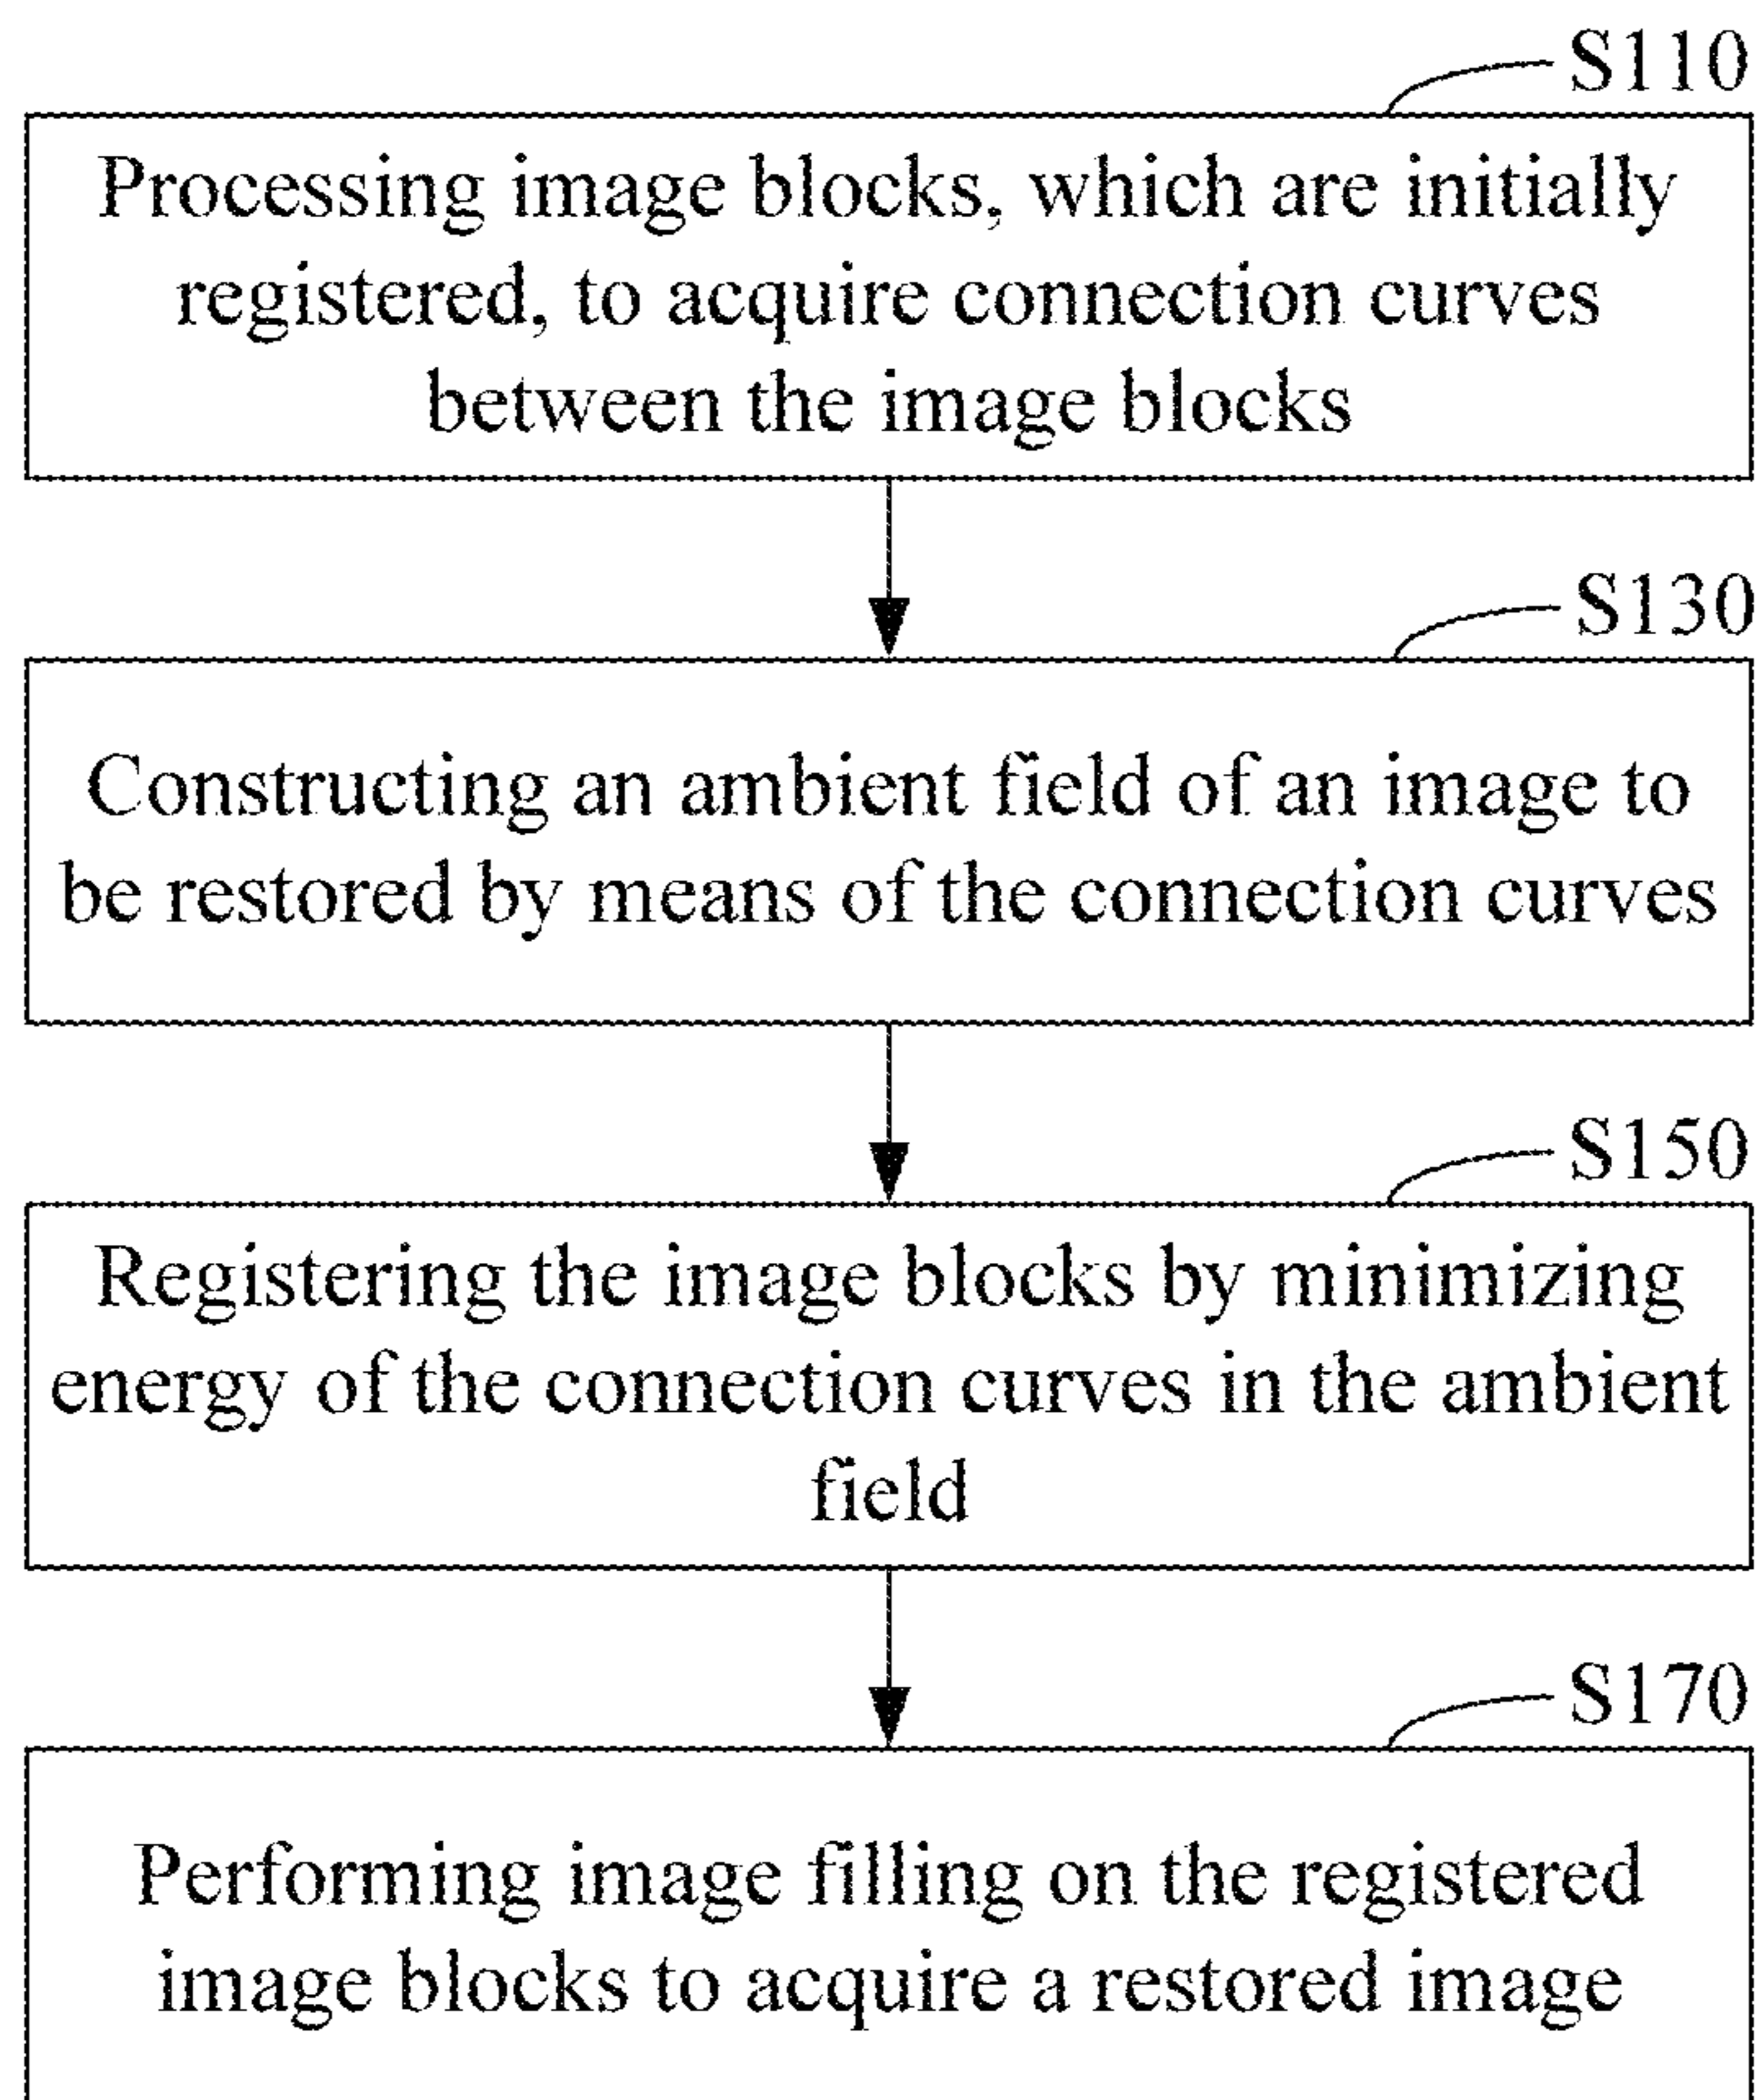 S110
Processing image blocks, which are initially
registered, to acquire connection curves
between the image blocks
S130
Constructing an ambient field of an image to
be restored by means of the connection curves
S150
Registering the image blocks by minimizing
energy of the connection curves in the ambient
field
S170
Performing image filling on the registered
image blocks to acquire a restored image